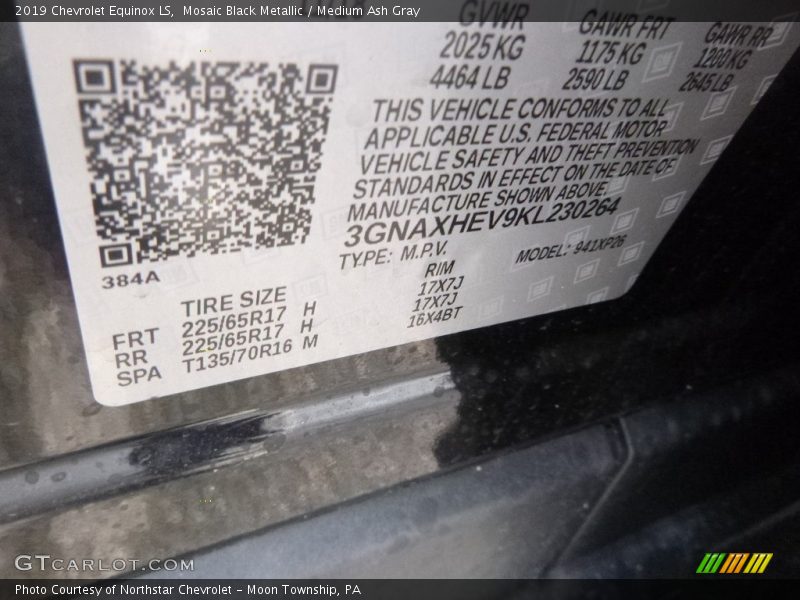 2019 Chevrolet Equinox LS, Mosaic Black Metallic / Medium Ash Gray
GVWR GAWR FRT GAWR RR
2025 KG 1175 KG 1200KG
4464 LB 2590 LB 2645LB
THIS VEHICLE CONFORMS TO ALL
APPLICABLE U.S. FEDERAL MOTOR
VEHICLE SAFETY AND THEFT PREVENTION
STANDARDS IN EFFECT ON THE DATE OF
MANUFACTURE SHOWN ABOVE.
3GNAXHEV9KL230264
TYPE: M.P.V. MODEL: 941XP26
384A
TIRE SIZE RIM
FRT 225/65R17 H 17X7J
RR 225/65R17 H 17X7J
SPA T135/70R16 M 16X4BT
GTCARLOT.COM
Photo Courtesy of Northstar Chevrolet - Moon Township, PA